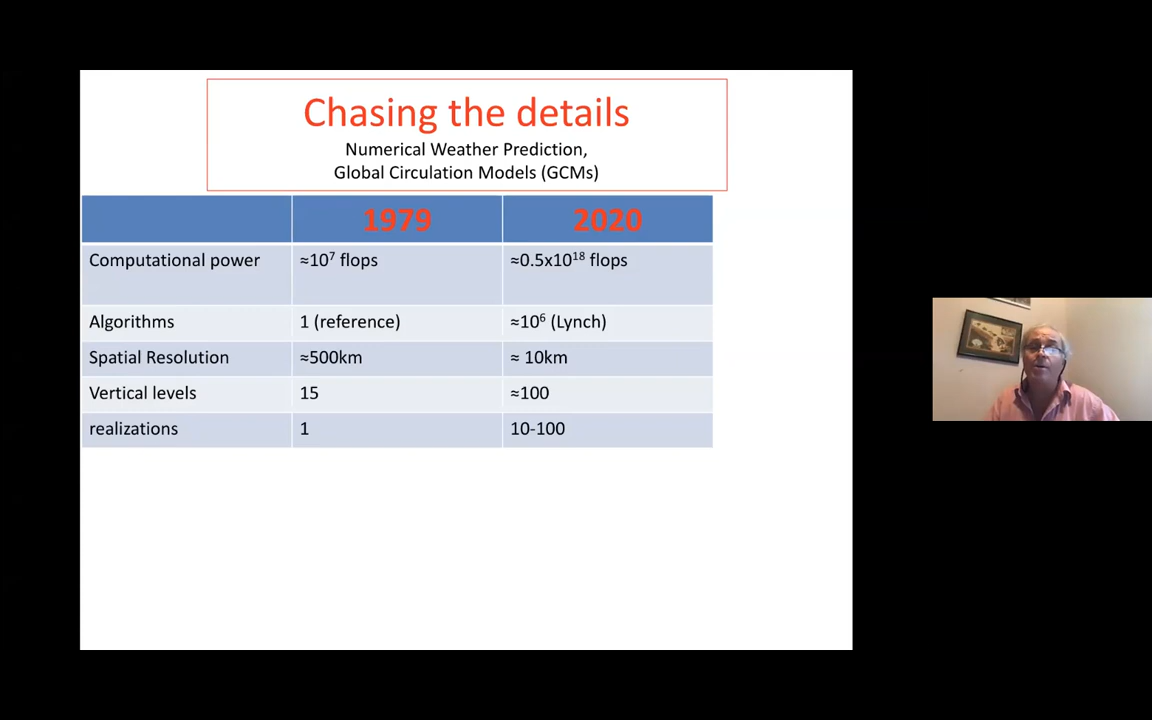 Chasing the details
Numerical Weather Prediction,
Global Circulation Models (GCMs)
1979 2020
Computational power ≈10⁷ flops ≈0.5x10¹⁸ flops
Algorithms 1 (reference) ≈10⁶ (Lynch)
Spatial Resolution ≈500km ≈ 10km
Vertical levels 15 ≈100
realizations 1 10-100